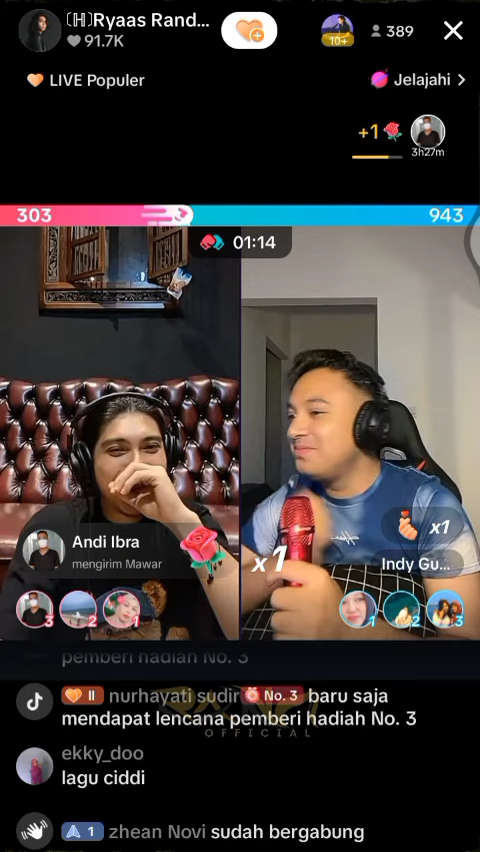 🄗Ryaas Rand...
91.7K
10+
389
LIVE Populer
Jelajahi
+1
3h27m
303
943
01:14
Andi Ibra
mengirim Mawar
x1
x1
Indy Gu...
3
2
1
1
2
3
pemberi hadiah No. 3
II nurhayati sudir No. 3 baru saja
mendapat lencana pemberi hadiah No. 3
OFFICIAL
ekky_doo
lagu ciddi
1 zhean Novi sudah bergabung